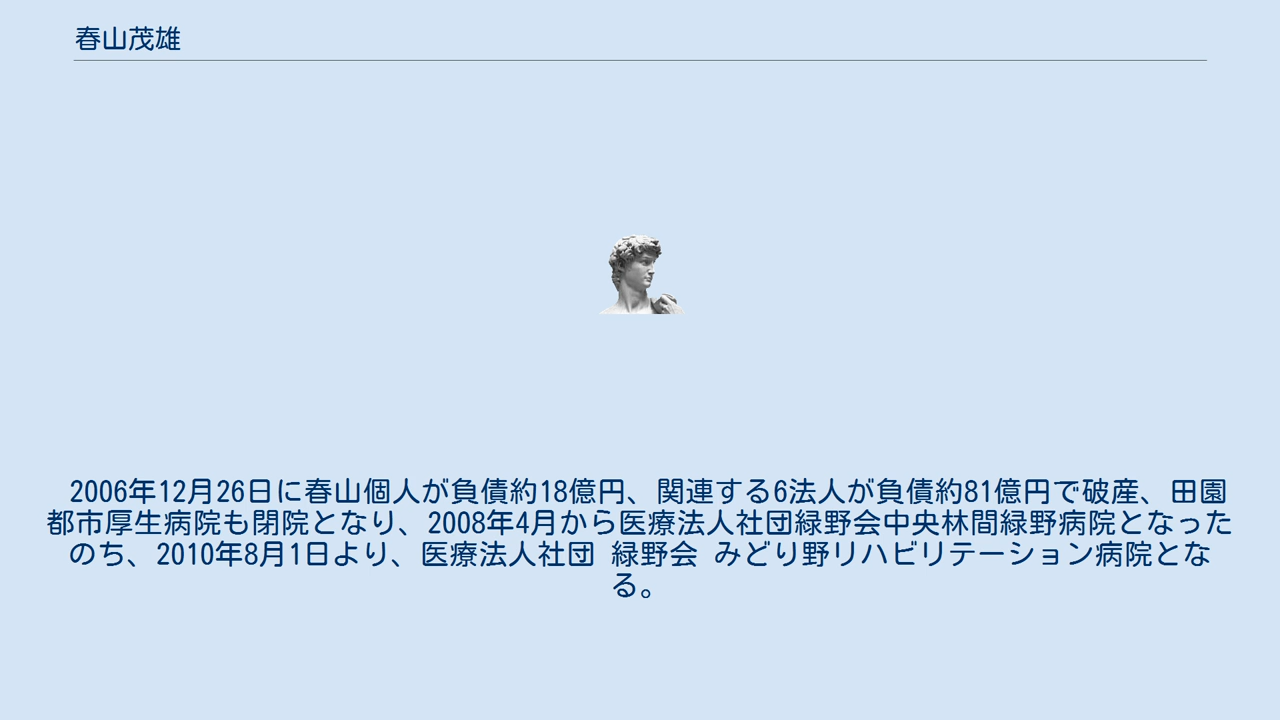 春山茂雄
2006年12月26日に春山個人が負債約18億円、関連する6法人が負債約81億円で破産、田園
都市厚生病院も閉院となり、2008年4月から医療法人社団緑野会中央林間緑野病院となった
のち、2010年8月1日より、医療法人社団 緑野会 みどり野リハビリテーション病院とな
る。